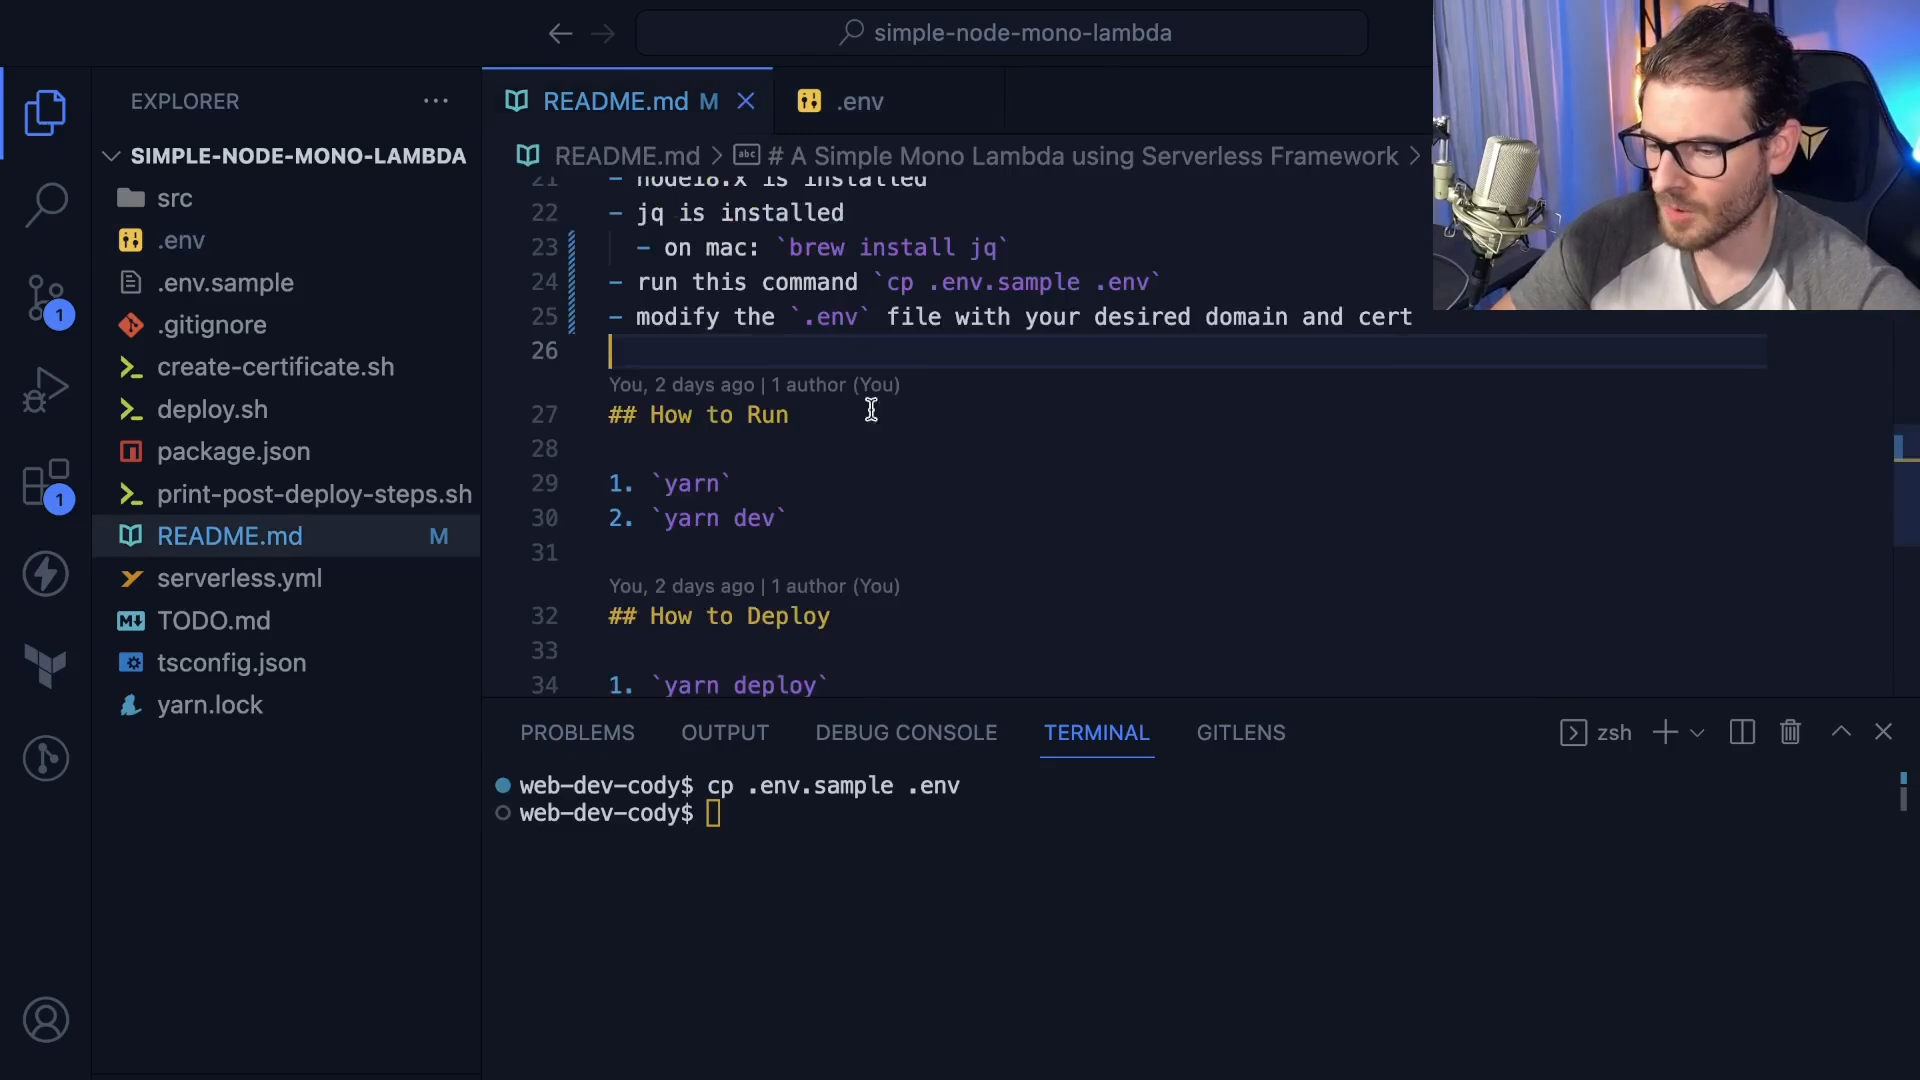 simple-node-mono-lambda
EXPLORER
SIMPLE-NODE-MONO-LAMBDA
src
.env
.env.sample
.gitignore
create-certificate.sh
deploy.sh
package.json
print-post-deploy-steps.sh
README.md M
serverless.yml
TODO.md
tsconfig.json
yarn.lock
1
1
README.md M
.env
README.md > # A Simple Mono Lambda using Serverless Framework >
21 - node18.x is installed
22 - jq is installed
23 - on mac: `brew install jq`
24 - run this command `cp .env.sample .env`
25 - modify the `.env` file with your desired domain and cert
26
You, 2 days ago | 1 author (You)
27 ## How to Run
28
29 1. `yarn`
30 2. `yarn dev`
31
You, 2 days ago | 1 author (You)
32 ## How to Deploy
33
34 1. `yarn deploy`
PROBLEMS OUTPUT DEBUG CONSOLE TERMINAL GITLENS
zsh
web-dev-cody$ cp .env.sample .env
web-dev-cody$